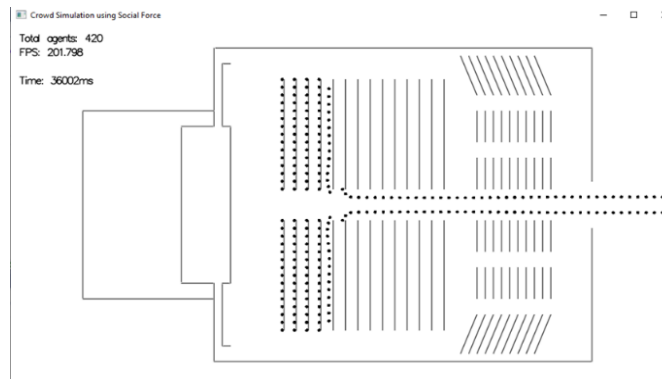 Crowd Simulation using Social Force
Total agents: 420
FPS: 201.798
Time: 36002ms